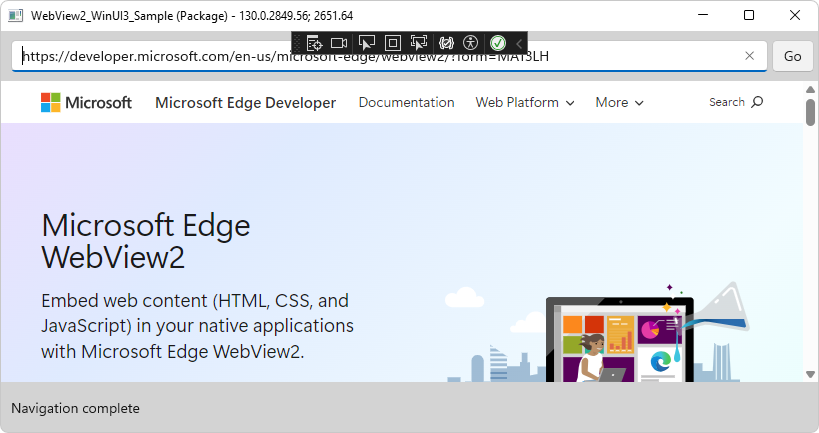 WebView2_WinUI3_Sample (Package) - 130.0.2849.56; 2651.64
https://developer.microsoft.com/en-us/microsoft-edge/webview2/?form=MA13LH
Go
Microsoft
Microsoft Edge Developer
Documentation
Web Platform
More
Search
Microsoft Edge
WebView2
Embed web content (HTML, CSS, and
JavaScript) in your native applications
with Microsoft Edge WebView2.
Navigation complete